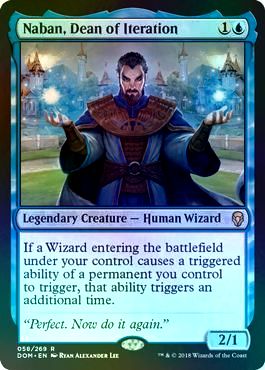 Naban, Dean of Iteration 1
Legendary Creature — Human Wizard
If a Wizard entering the battlefield
under your control causes a triggered
ability of a permanent you control
to trigger, that ability triggers an
additional time.
"Perfect. Now do it again."
2/1
058/269 R
DOM • EN Ryan Alexander Lee
™ & © 2018 Wizards of the Coast